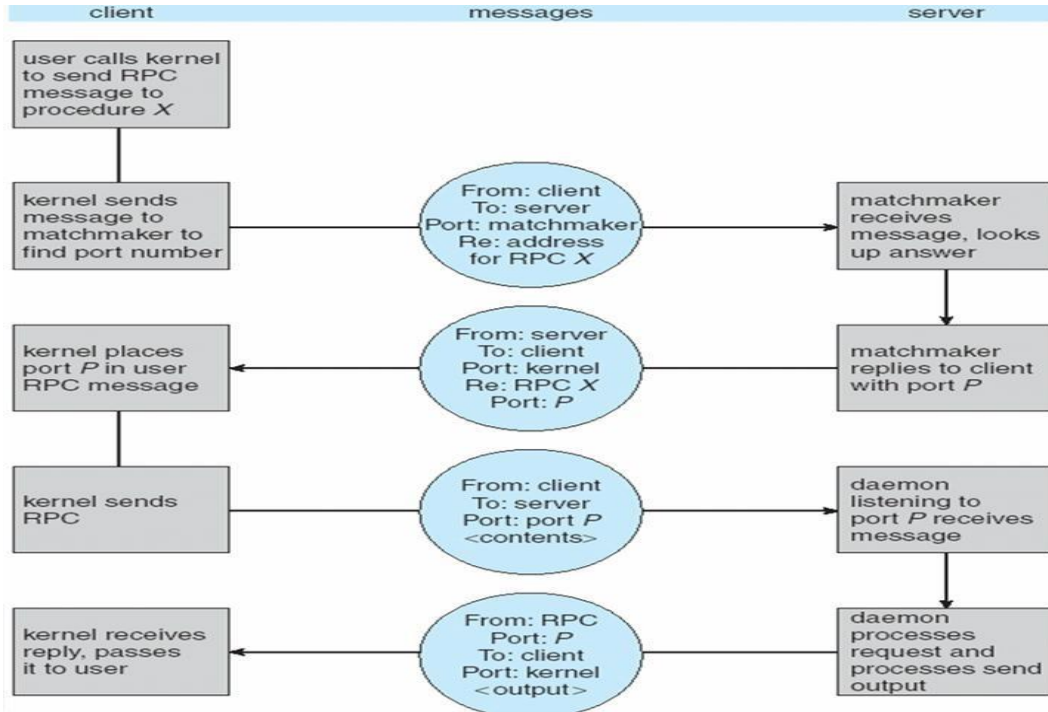 client
messages
server
user calls kernel
to send RPC
message to
procedure X
kernel sends
message to
matchmaker to
find port number
From: client
To: server
Port: matchmaker
Re: address
for RPC X
matchmaker
receives
message, looks
up answer
kernel places
port P in user
RPC message
From: server
To: client
Port: kernel
Re: RPC X
Port: P
matchmaker
replies to client
with port P
kernel sends
RPC
From: client
To: server
Port: port P
<contents>
daemon
listening to
port P receives
message
kernel receives
reply, passes
it to user
From: RPC
Port: P
To: client
Port: kernel
<output>
daemon
processes
request and
processes send
output